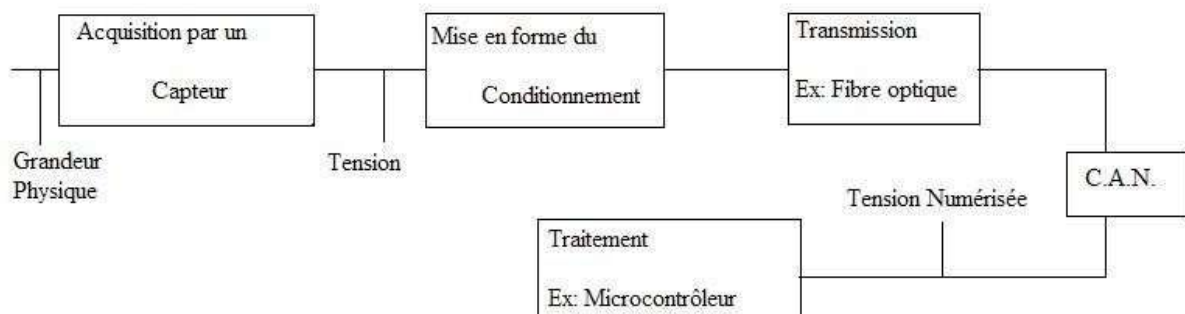 Acquisition par un
Capteur
Mise en forme du
Conditionnement
Transmission
Ex: Fibre optique
Grandeur
Physique
Tension
C.A.N.
Tension Numérisée
Traitement
Ex: Microcontrôleur